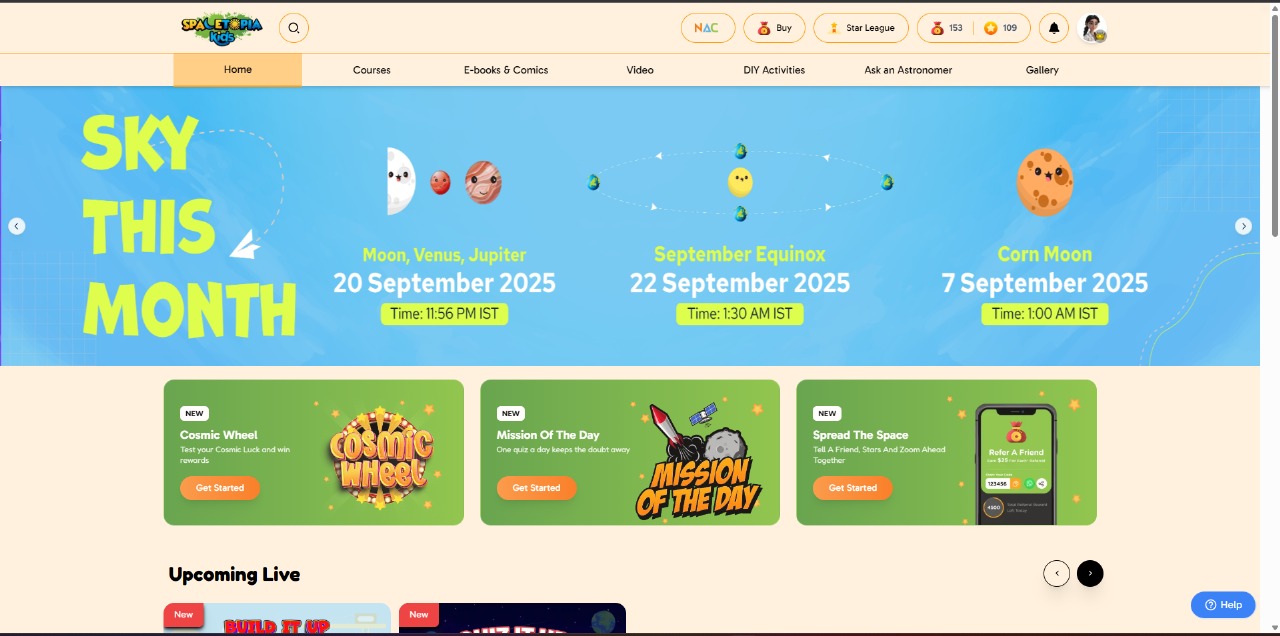 SPACETOPIA
Kids
NAC
Buy
Star League
153
109
Home
Courses
E-books & Comics
Video
DIY Activities
Ask an Astronomer
Gallery
SKY
THIS
MONTH
Moon, Venus, Jupiter
20 September 2025
Time: 11:56 PM IST
September Equinox
22 September 2025
Time: 1:30 AM IST
Corn Moon
7 September 2025
Time: 1:00 AM IST
NEW
Cosmic Wheel
Test your Cosmic Luck and win
rewards
Get Started
COSMIC
WHEEL
NEW
Mission Of The Day
One quiz a day keeps the doubt away
Get Started
MISSION
OF THE DAY
NEW
Spread The Space
Tell A Friend, Stars And Zoom Ahead
Together
Get Started
Refer A Friend
123456
4500
Upcoming Live
New
BUILD IT UP
New
QUIZ IT UP
Help